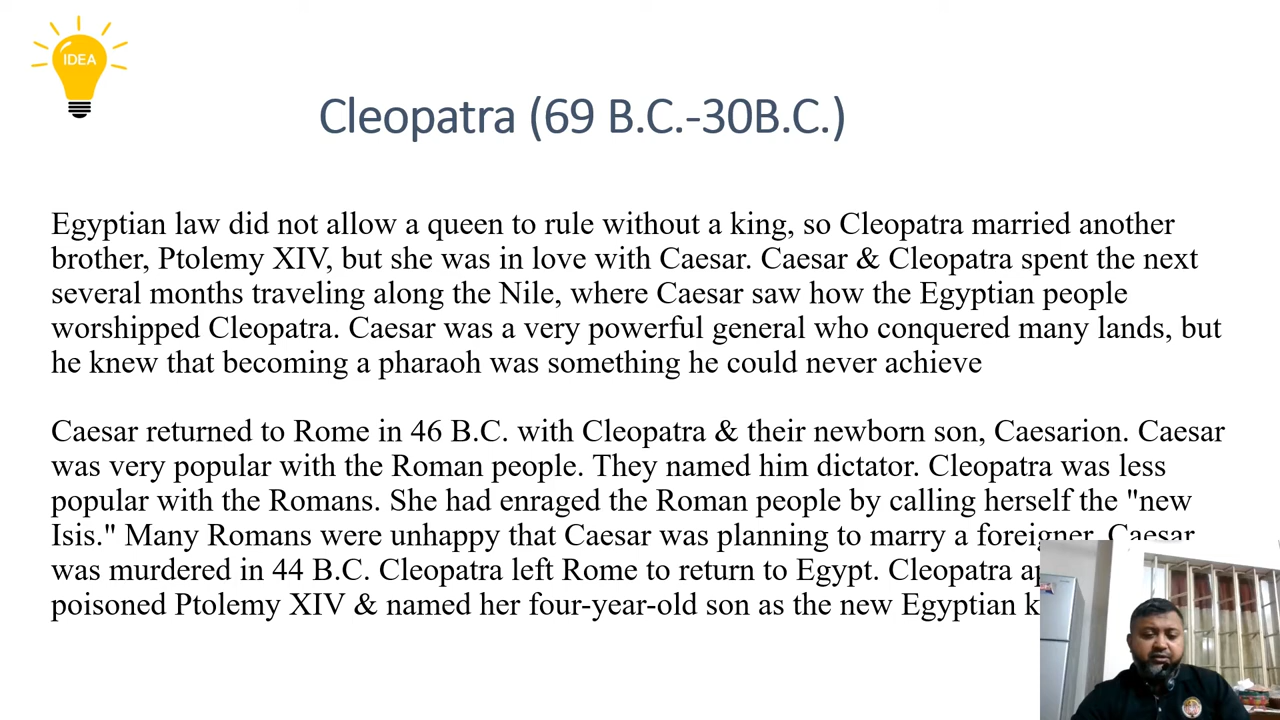 IDEA
Cleopatra (69 B.C.-30B.C.)
Egyptian law did not allow a queen to rule without a king, so Cleopatra married another
brother, Ptolemy XIV, but she was in love with Caesar. Caesar & Cleopatra spent the next
several months traveling along the Nile, where Caesar saw how the Egyptian people
worshipped Cleopatra. Caesar was a very powerful general who conquered many lands, but
he knew that becoming a pharaoh was something he could never achieve
Caesar returned to Rome in 46 B.C. with Cleopatra & their newborn son, Caesarion. Caesar
was very popular with the Roman people. They named him dictator. Cleopatra was less
popular with the Romans. She had enraged the Roman people by calling herself the "new
Isis." Many Romans were unhappy that Caesar was planning to marry a foreigner. Caesar
was murdered in 44 B.C. Cleopatra left Rome to return to Egypt. Cleopatra
poisoned Ptolemy XIV & named her four-year-old son as the new Egyptian